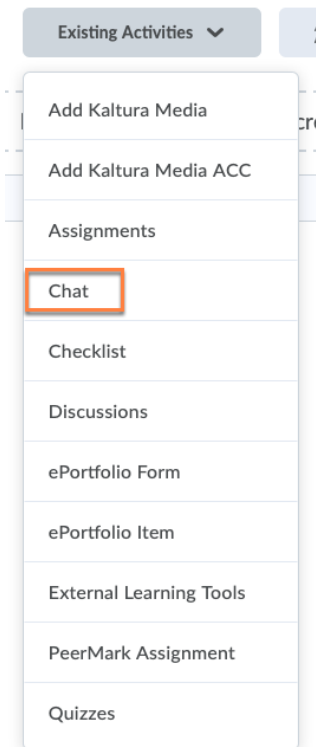 Existing Activities
Add Kaltura Media
Add Kaltura Media ACC
Assignments
Chat
Checklist
Discussions
ePortfolio Form
ePortfolio Item
External Learning Tools
PeerMark Assignment
Quizzes